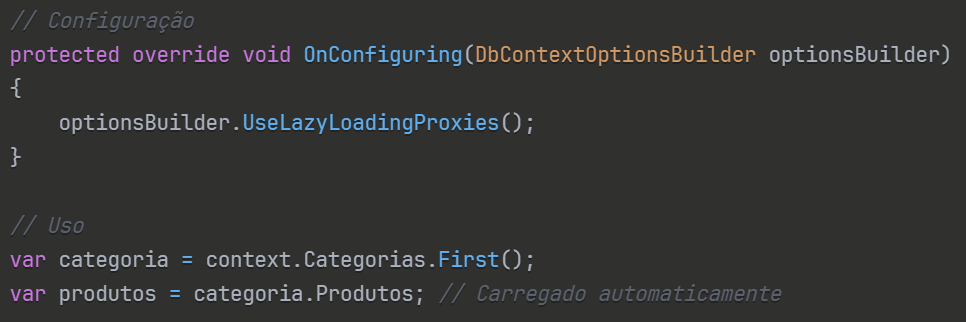 // Configuração
protected override void OnConfiguring(DbContextOptionsBuilder optionsBuilder)
{
    optionsBuilder.UseLazyLoadingProxies();
}

// Uso
var categoria = context.Categorias.First();
var produtos = categoria.Produtos; // Carregado automaticamente